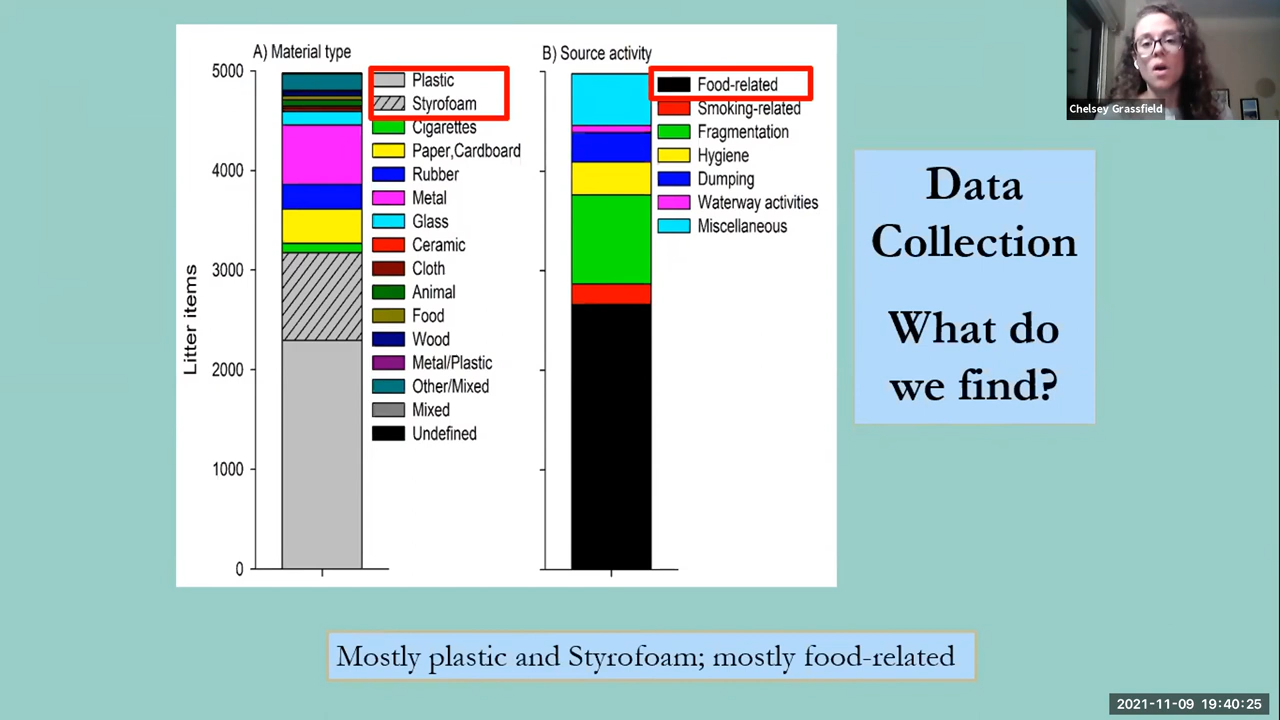 A) Material type
5000
4000
3000
2000
1000
0
Litter items
Plastic
Styrofoam
Cigarettes
Paper,Cardboard
Rubber
Metal
Glass
Ceramic
Cloth
Animal
Food
Wood
Metal/Plastic
Other/Mixed
Mixed
Undefined
B) Source activity
Food-related
Smoking-related
Fragmentation
Hygiene
Dumping
Waterway activities
Miscellaneous
Chelsey Grassfield
Data
Collection
What do
we find?
Mostly plastic and Styrofoam; mostly food-related
2021-11-09 19:40:25